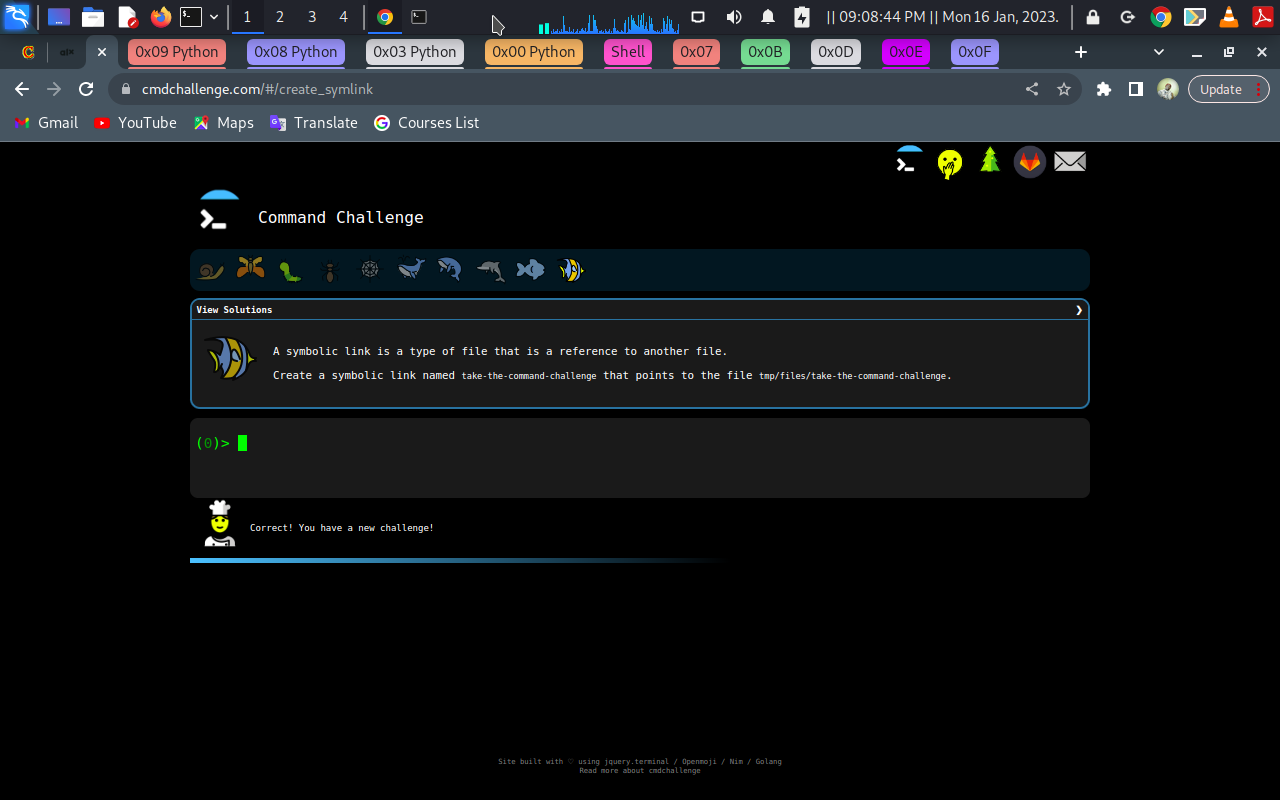 1 2 3 4 || 09:08:44 PM || Mon 16 Jan, 2023.
0x09 Python 0x08 Python 0x03 Python 0x00 Python Shell 0x07 0x0B 0x0D 0x0E 0x0F
cmdchallenge.com/#/create_symlink Update
Gmail YouTube Maps Translate Courses List
Command Challenge
View Solutions
A symbolic link is a type of file that is a reference to another file.
Create a symbolic link named take-the-command-challenge that points to the file tmp/files/take-the-command-challenge.
(0)>
Correct! You have a new challenge!
Site built with ♡ using jquery.terminal / Openmoji / Nim / Golang
Read more about cmdchallenge